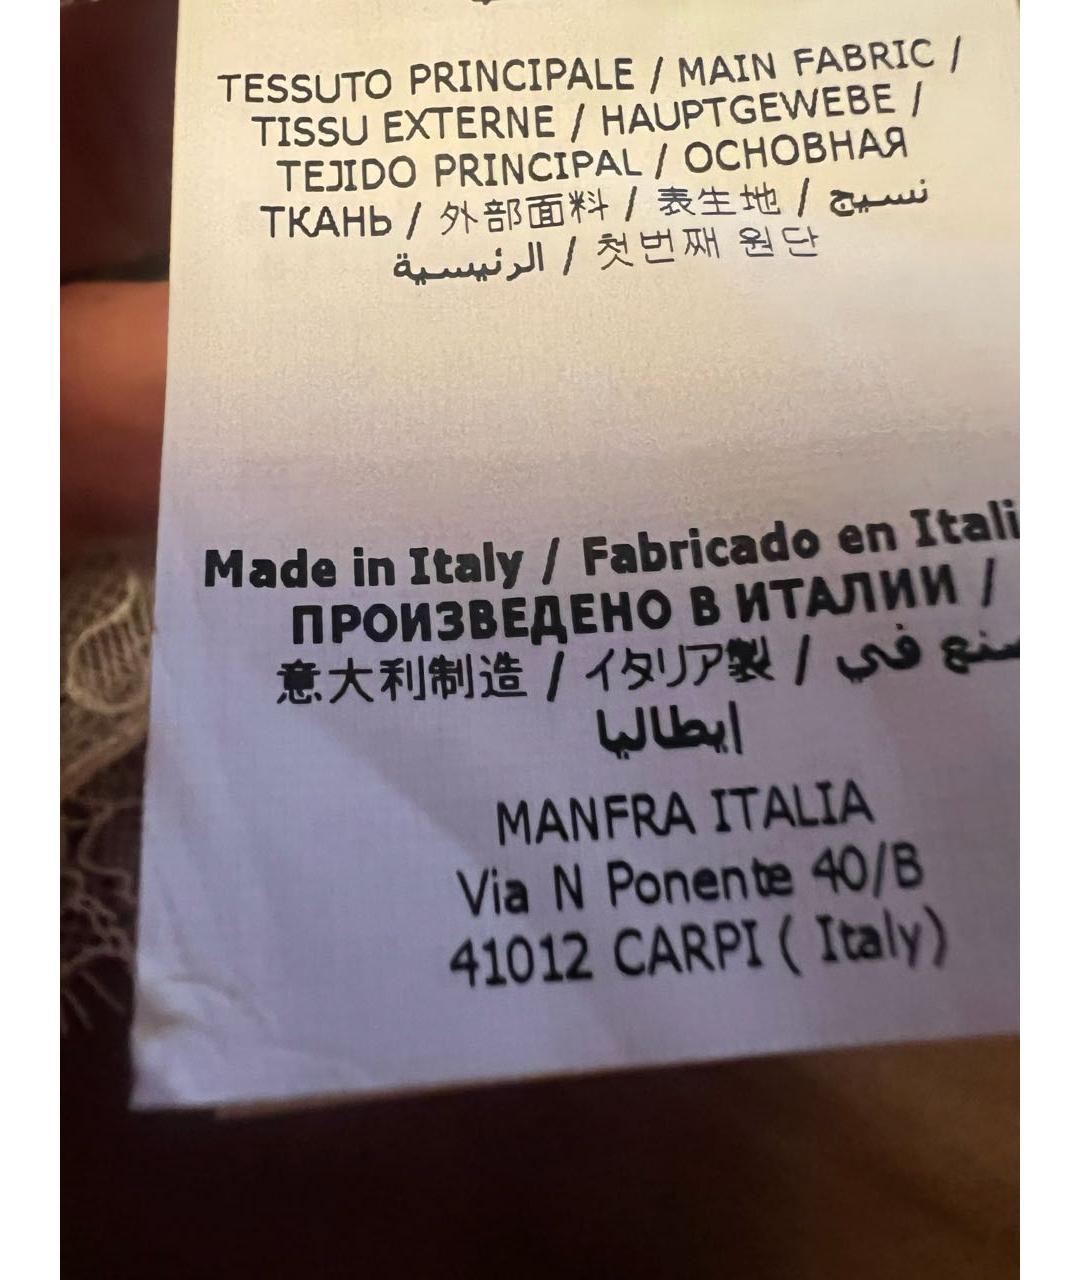 TESSUTO PRINCIPALE / MAIN FABRIC /
TISSU EXTERNE / HAUPTGEWEBE /
TEJIDO PRINCIPAL / ОСНОВНАЯ
ТКАНЬ / 外部面料 / 表生地 / نسيج
الرئيسية / 첫번째 원단
Made in Italy / Fabricado en Itali
ПРОИЗВЕДЕНО В ИТАЛИИ /
意大利制造 / イタリア製 / صنع في
ايطاليا
MANFRA ITALIA
Via N Ponente 40/B
41012 CARPI ( Italy)